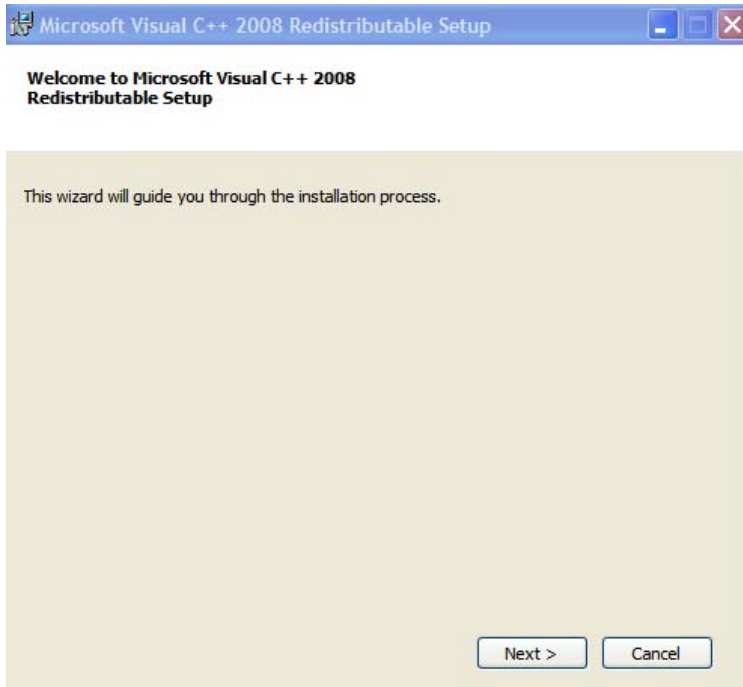 Microsoft Visual C++ 2008 Redistributable Setup
Welcome to Microsoft Visual C++ 2008
Redistributable Setup
This wizard will guide you through the installation process.
Next > Cancel